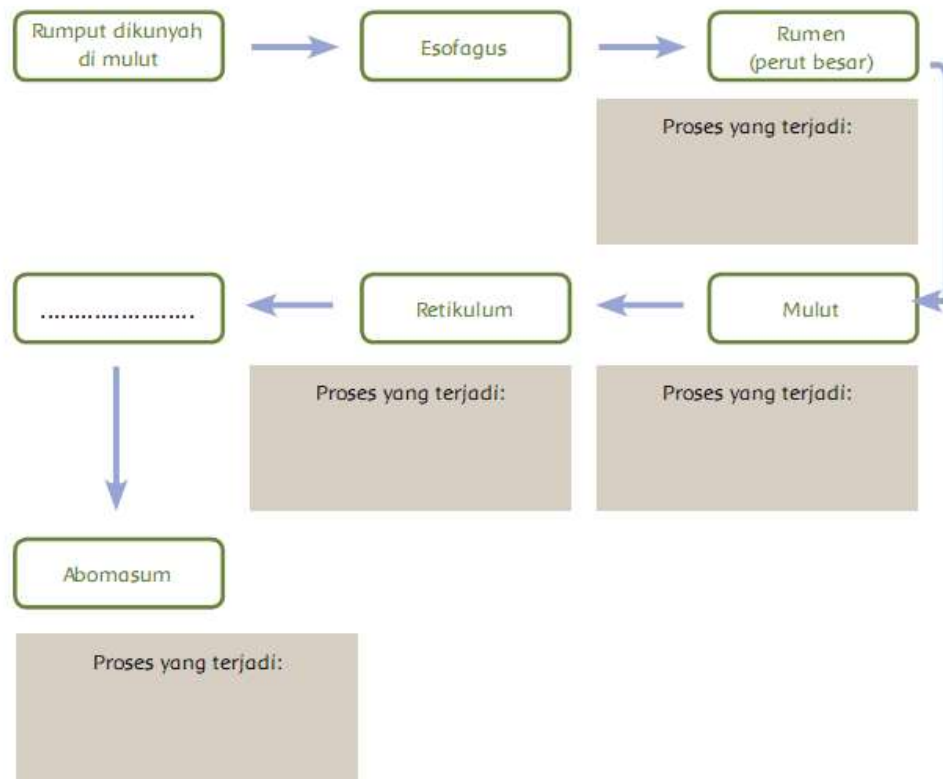 Rumput dikunyah
di mulut
Esofagus
Rumen
(perut besar)
Proses yang terjadi:
Mulut
Retikulum
......................
Proses yang terjadi:
Proses yang terjadi:
Abomasum
Proses yang terjadi: